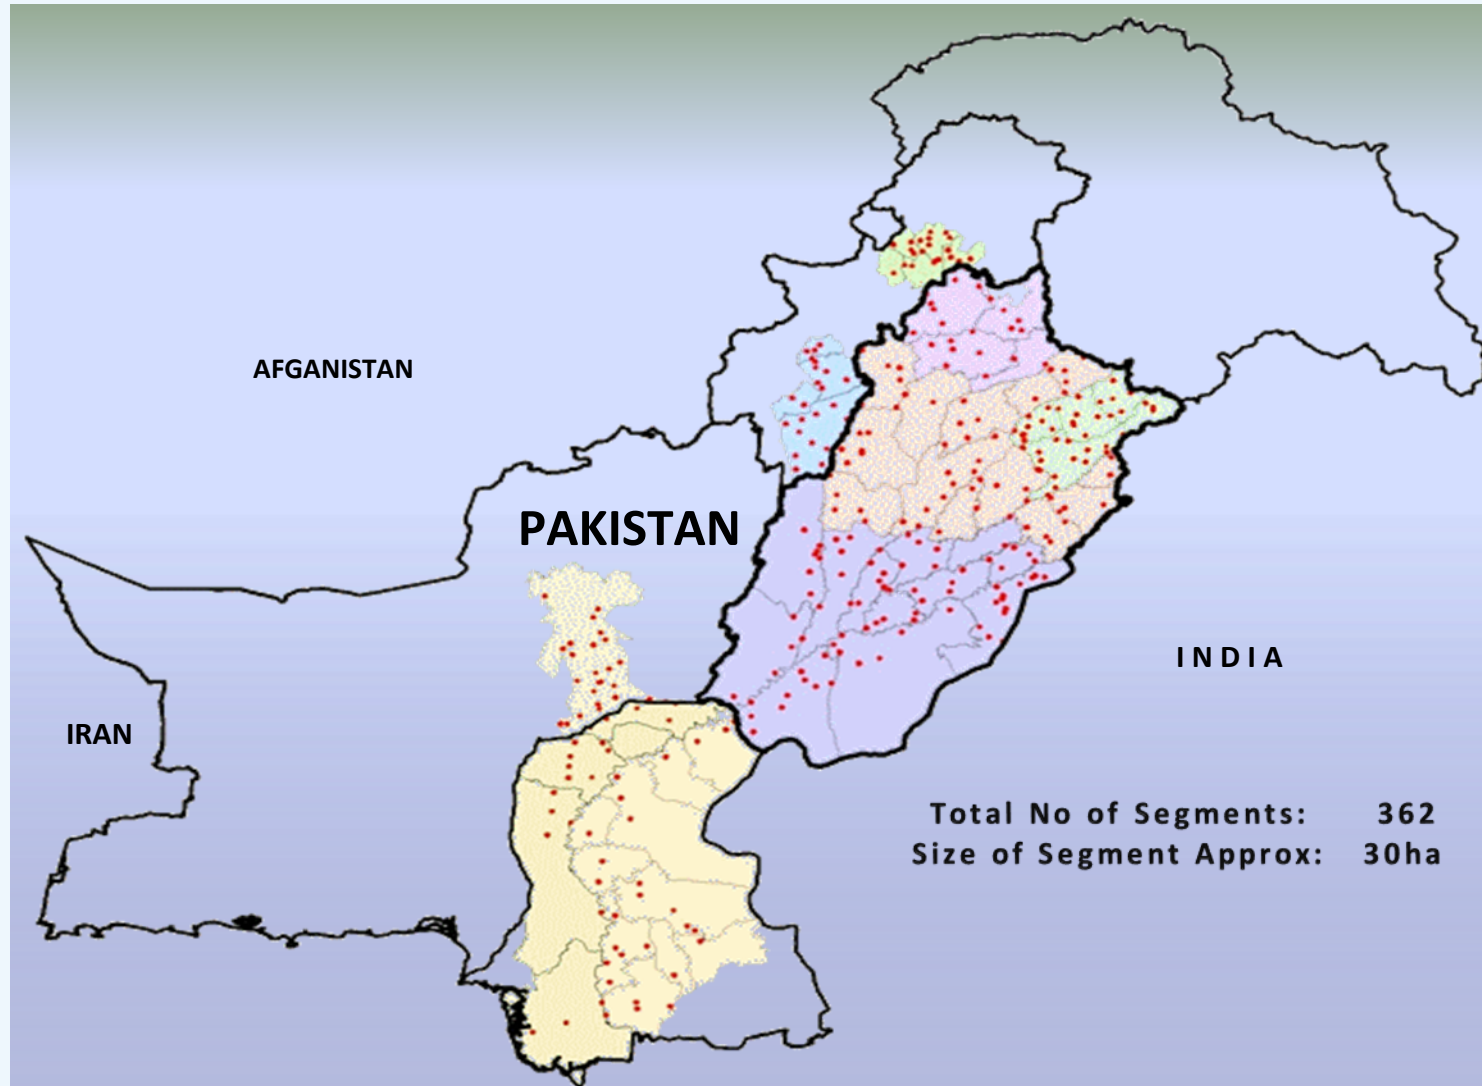 AFGANISTAN
PAKISTAN
INDIA
IRAN
Total No of Segments: 362
Size of Segment Approx: 30ha